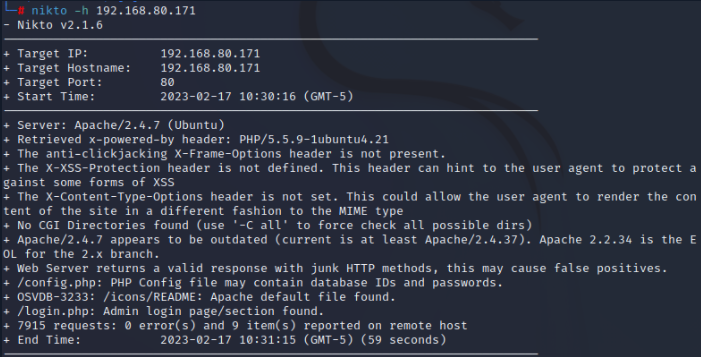 # nikto -h 192.168.80.171
- Nikto v2.1.6
+ Target IP: 192.168.80.171
+ Target Hostname: 192.168.80.171
+ Target Port: 80
+ Start Time: 2023-02-17 10:30:16 (GMT-5)
+ Server: Apache/2.4.7 (Ubuntu)
+ Retrieved x-powered-by header: PHP/5.5.9-1ubuntu4.21
+ The anti-clickjacking X-Frame-Options header is not present.
+ The X-XSS-Protection header is not defined. This header can hint to the user agent to protect a
gainst some forms of XSS
+ The X-Content-Type-Options header is not set. This could allow the user agent to render the con
tent of the site in a different fashion to the MIME type
+ No CGI Directories found (use '-C all' to force check all possible dirs)
+ Apache/2.4.7 appears to be outdated (current is at least Apache/2.4.37). Apache 2.2.34 is the E
OL for the 2.x branch.
+ Web Server returns a valid response with junk HTTP methods, this may cause false positives.
+ /config.php: PHP Config file may contain database IDs and passwords.
+ OSVDB-3233: /icons/README: Apache default file found.
+ /login.php: Admin login page/section found.
+ 7915 requests: 0 error(s) and 9 item(s) reported on remote host
+ End Time: 2023-02-17 10:31:15 (GMT-5) (59 seconds)